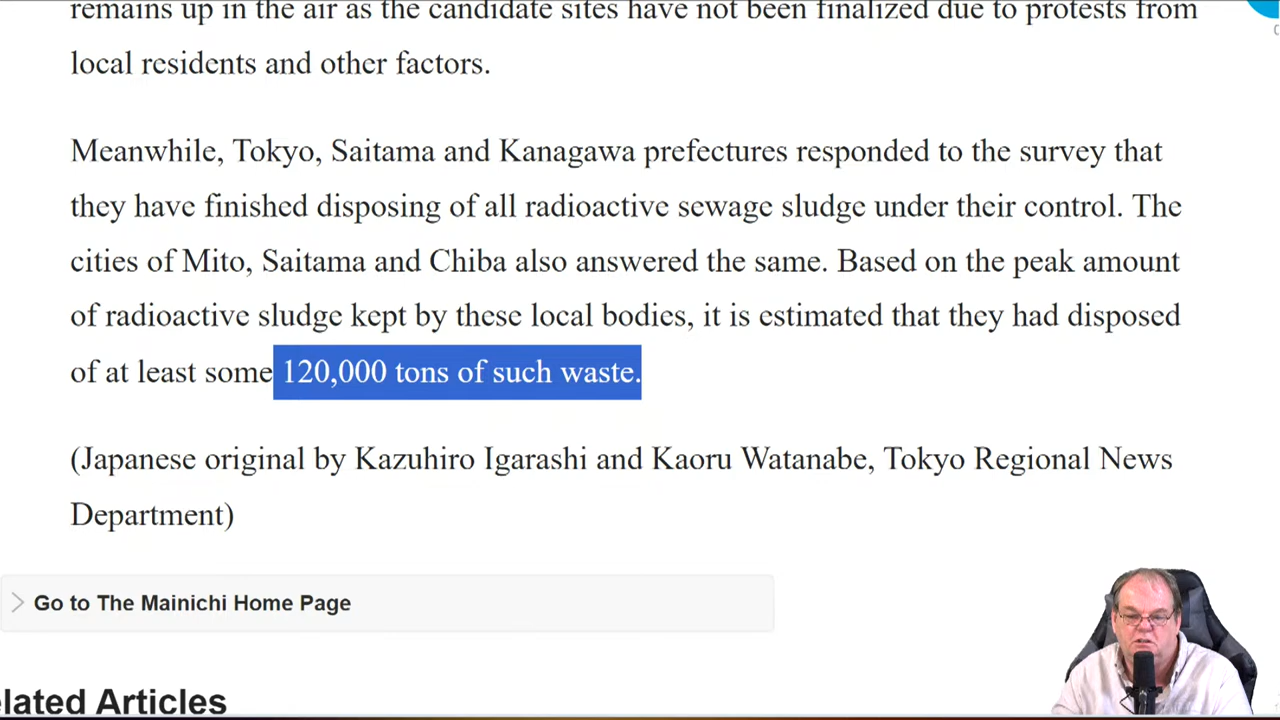 remains up in the air as the candidate sites have not been finalized due to protests from
local residents and other factors.
Meanwhile, Tokyo, Saitama and Kanagawa prefectures responded to the survey that
they have finished disposing of all radioactive sewage sludge under their control. The
cities of Mito, Saitama and Chiba also answered the same. Based on the peak amount
of radioactive sludge kept by these local bodies, it is estimated that they had disposed
of at least some 120,000 tons of such waste.
(Japanese original by Kazuhiro Igarashi and Kaoru Watanabe, Tokyo Regional News
Department)
Go to The Mainichi Home Page
elated Articles